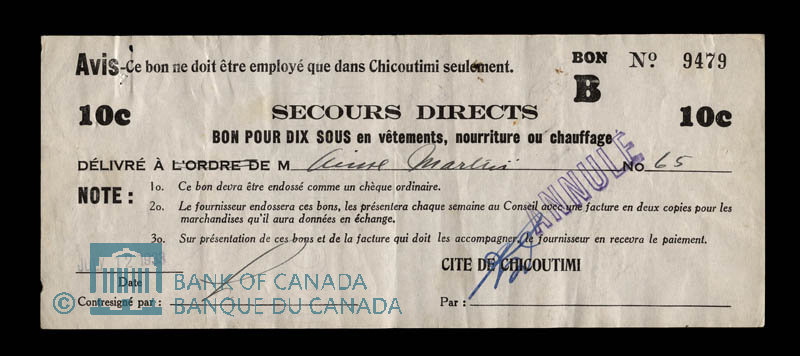 Avis-Ce bon ne doit être employé que dans Chicoutimi seulement.
BON B No 9479
10c SECOURS DIRECTS 10c
BON POUR DIX SOUS en vêtements, nourriture ou chauffage
DÉLIVRÉ À L'ORDRE DE M Martin No 65
ANNULE
NOTE :
1o. Ce bon devra être endossé comme un chèque ordinaire.
2o. Le fournisseur endossera ces bons, les présentera chaque semaine au Conseil avec une facture en deux copies pour les
marchandises qu'il aura données en échange.
3o. Sur présentation de ces bons et de la facture qui doit les accompagner, le fournisseur en recevra le paiement.
CITE DE CHICOUTIMI
Date
Contresigné par :
Par :
© BANK OF CANADA
BANQUE DU CANADA